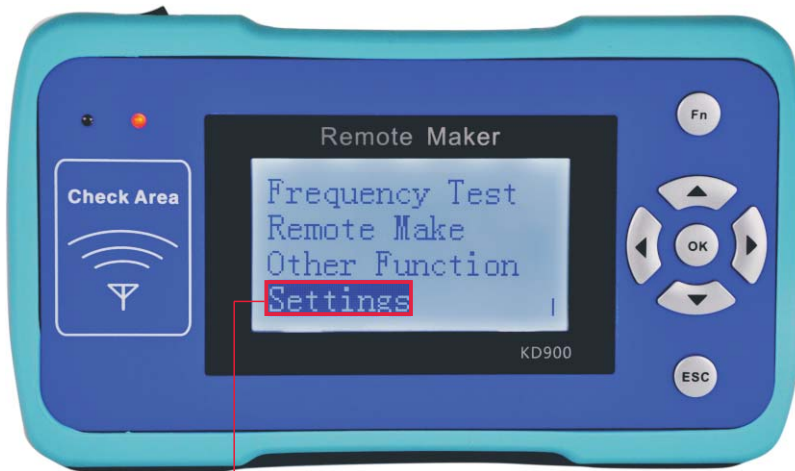 Remote Maker
Fn
Check Area
Frequency Test
Remote Make
Other Function
Settings
OK
KD900
ESC